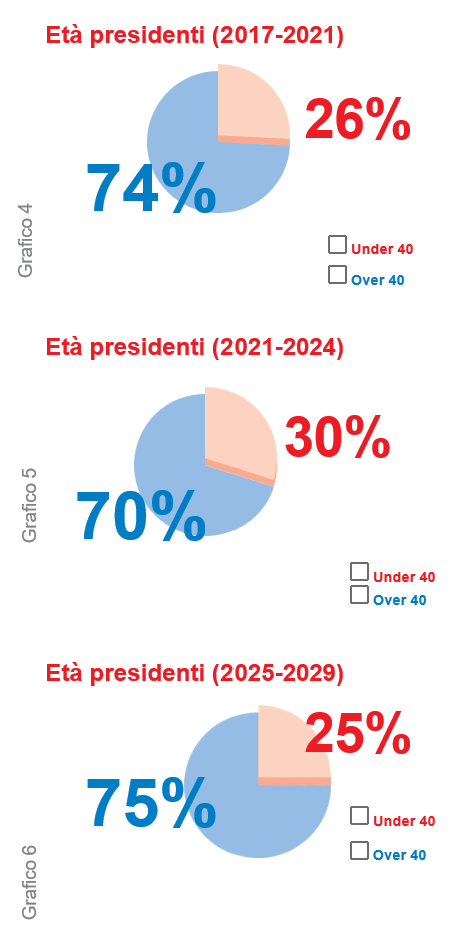 Età presidenti (2017-2021)
26%
74%
Grafico 4
Under 40
Over 40
Età presidenti (2021-2024)
30%
70%
Grafico 5
Under 40
Over 40
Età presidenti (2025-2029)
25%
75%
Grafico 6
Under 40
Over 40